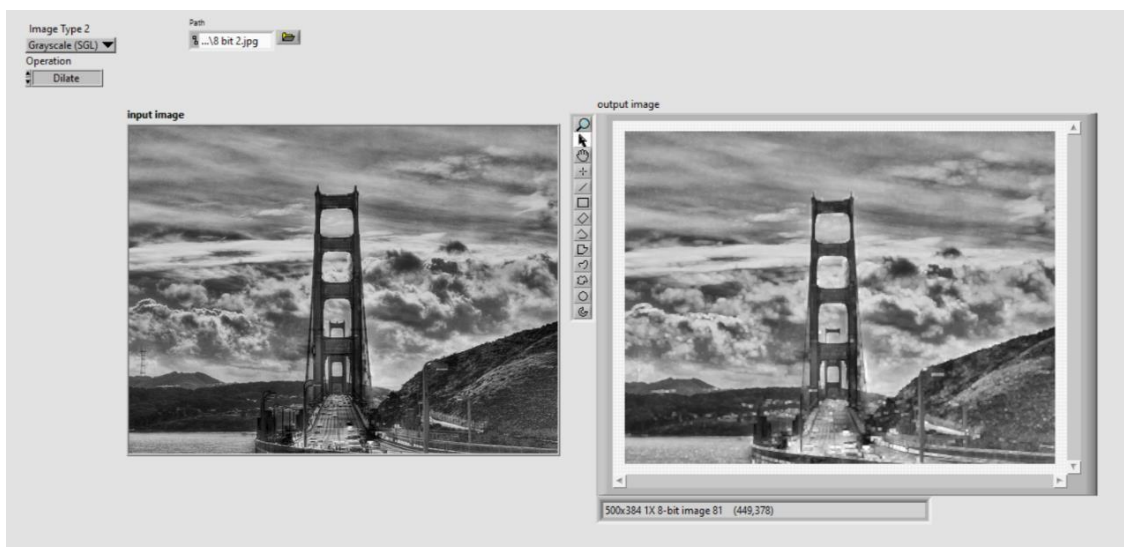 Image Type 2
Grayscale (SGL)
Operation
Dilate
Path
...\8 bit 2.jpg
input image
output image
500x384 1X 8-bit image 81 (449,378)